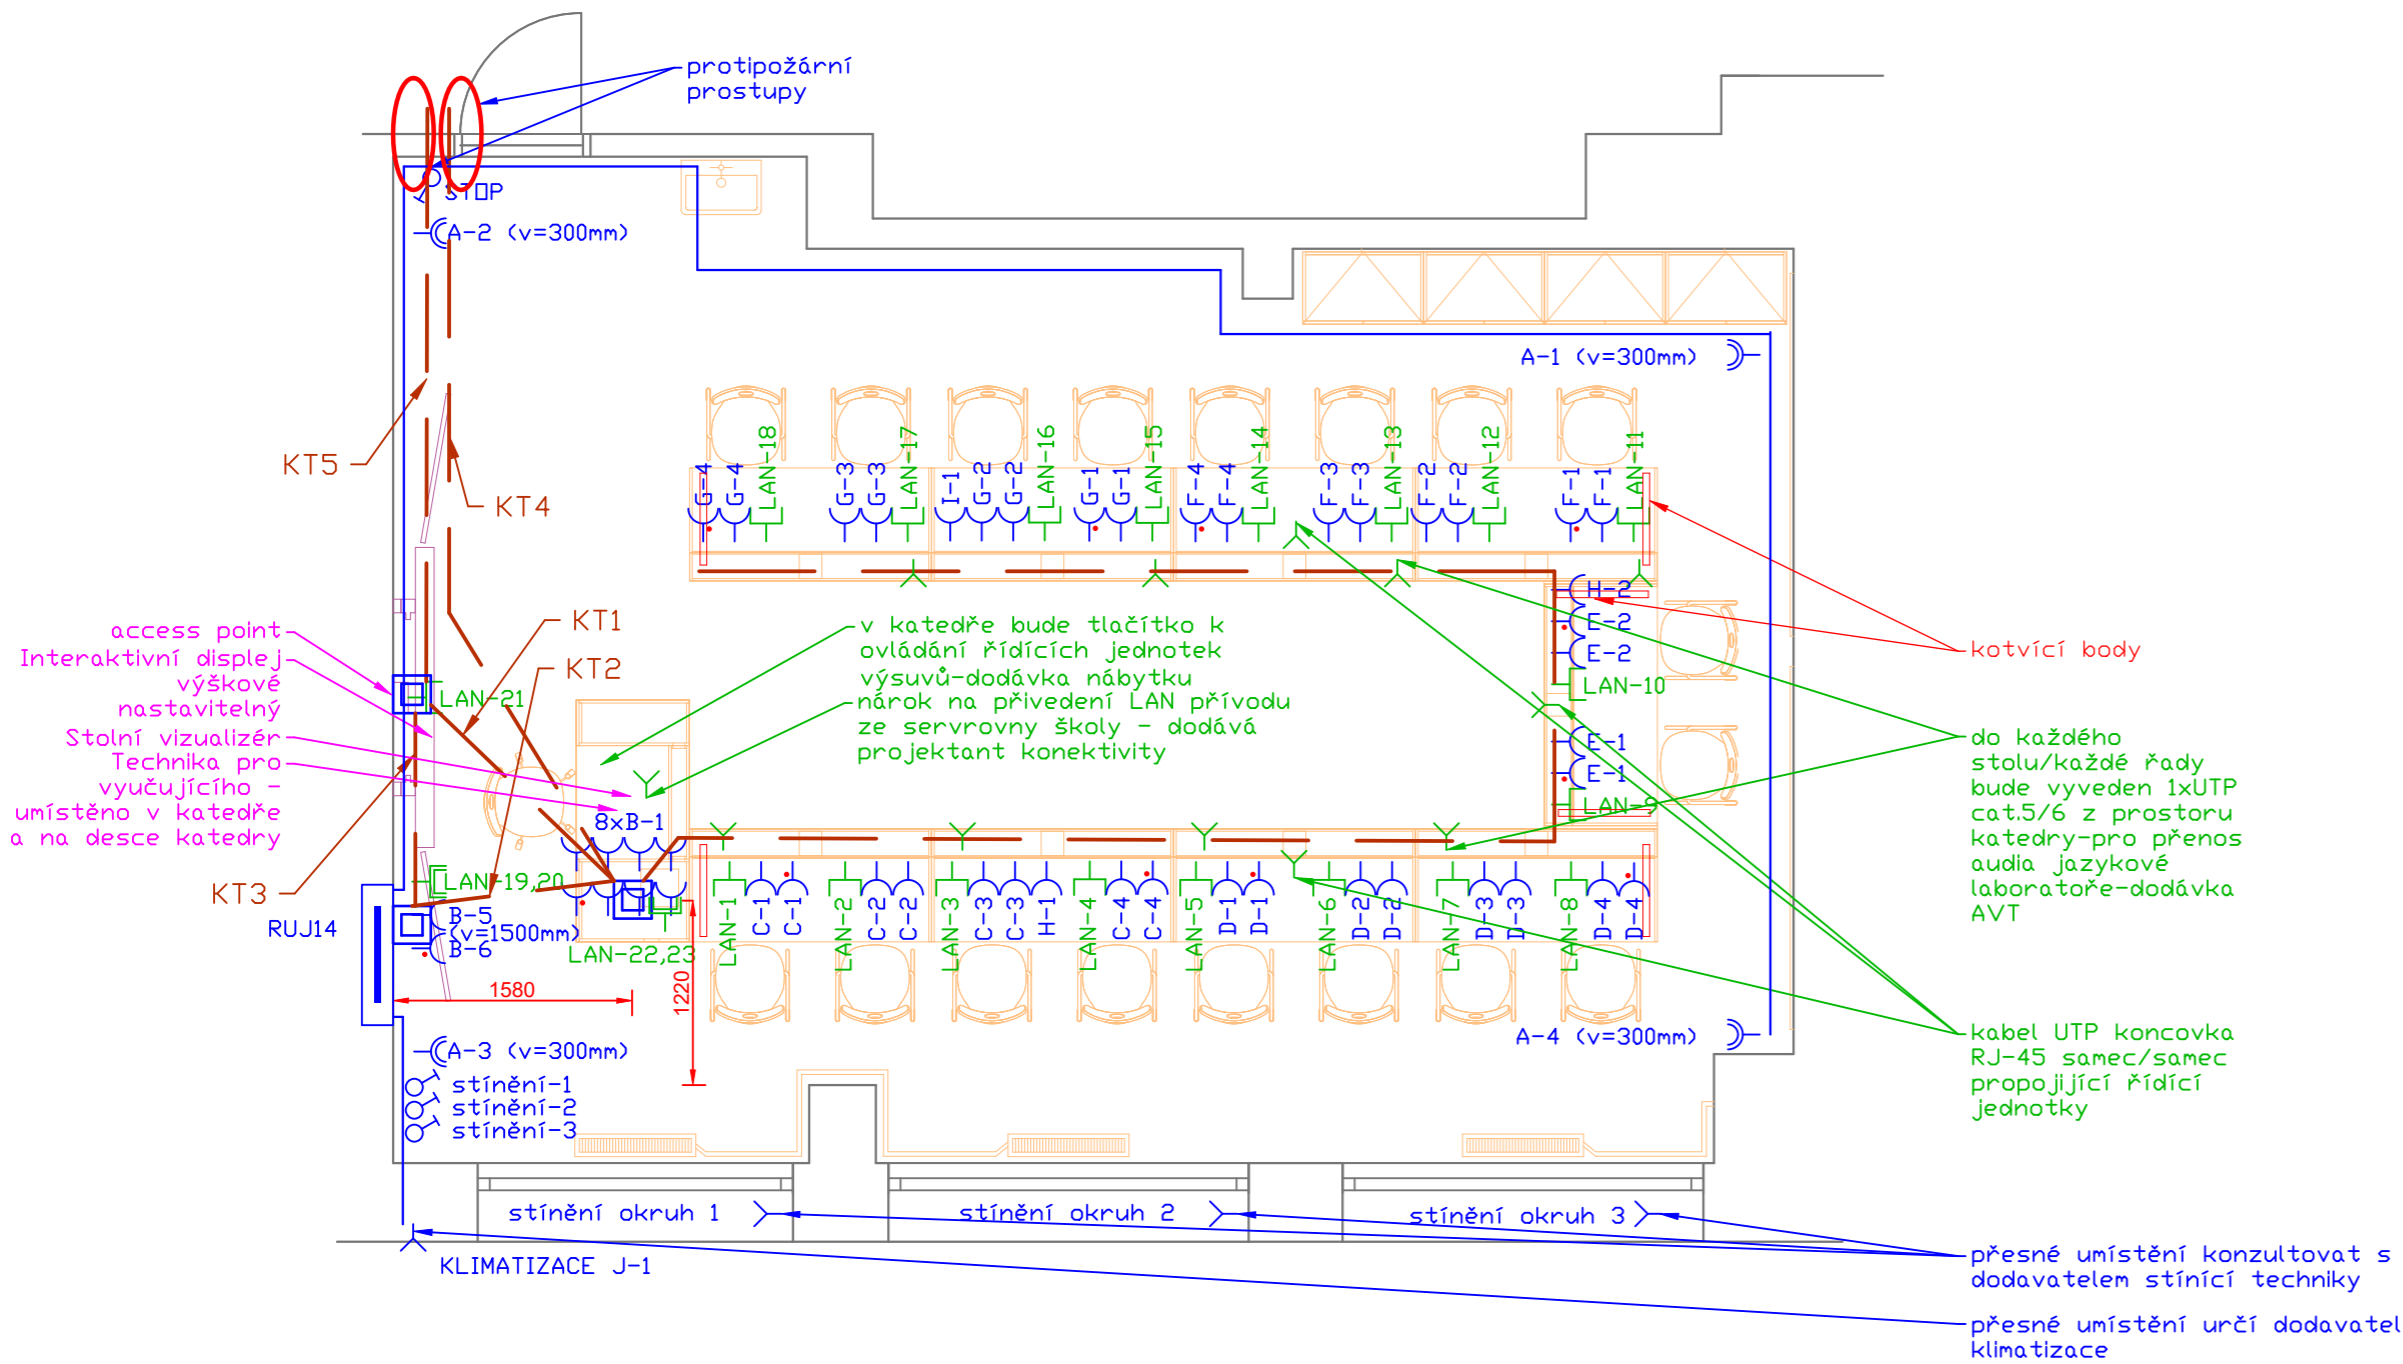 protipožární
prostupy
STOP
A-2 (v=300mm)
A-1 (v=300mm)
KT5
KT4
G-4
G-4
LAN-18
G-3
G-3
LAN-17
I-1
G-2
G-2
LAN-16
G-1
G-1
LAN-15
F-4
F-4
LAN-14
F-3
F-3
LAN-13
F-2
F-2
LAN-12
F-1
F-1
LAN-11
H-2
E-2
E-2
LAN-10
E-1
E-1
LAN-9
kotvící body
KT1
KT2
access point
Interaktivní displej
výškové
nastavitelný
Stolní vizualizér
Technika pro
vyučujícího -
umístěno v katedře
a na desce katedry
LAN-21
v katedře bude tlačítko k
ovládání řídících jednotek
výsuvů-dodávka nábytku
nárok na přivedení LAN přívodu
ze servrovny školy - dodává
projektant konektivity
do každého
stolu/každé řady
bude vyveden 1xUTP
cat.5/6 z prostoru
katedry-pro přenos
audia jazykové
laboratoře-dodávka
AVT
8xB-1
KT3
LAN-19,20
RUJ14
B-5
(v=1500mm)
B-6
LAN-22,23
LAN-1
C-1
C-1
LAN-2
C-2
C-2
LAN-3
C-3
C-3
H-1
LAN-4
C-4
C-4
LAN-5
D-1
D-1
LAN-6
D-2
D-2
LAN-7
D-3
D-3
LAN-8
D-4
D-4
1580
1220
A-3 (v=300mm)
A-4 (v=300mm)
stínění-1
stínění-2
stínění-3
kabel UTP koncovka
RJ-45 samec/samec
propojijící řídící
jednotky
stínění okruh 1
stínění okruh 2
stínění okruh 3
KLIMATIZACE J-1
přesné umístění konzultovat s
dodavatelem stínící techniky
přesné umístění určí dodavatel
klimatizace